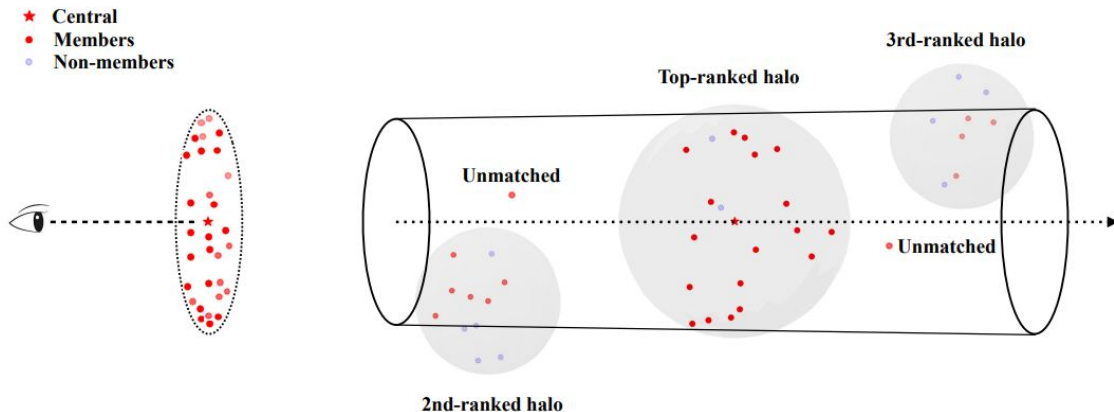 Central
Members
Non-members
3rd-ranked halo
Top-ranked halo
Unmatched
Unmatched
2nd-ranked halo